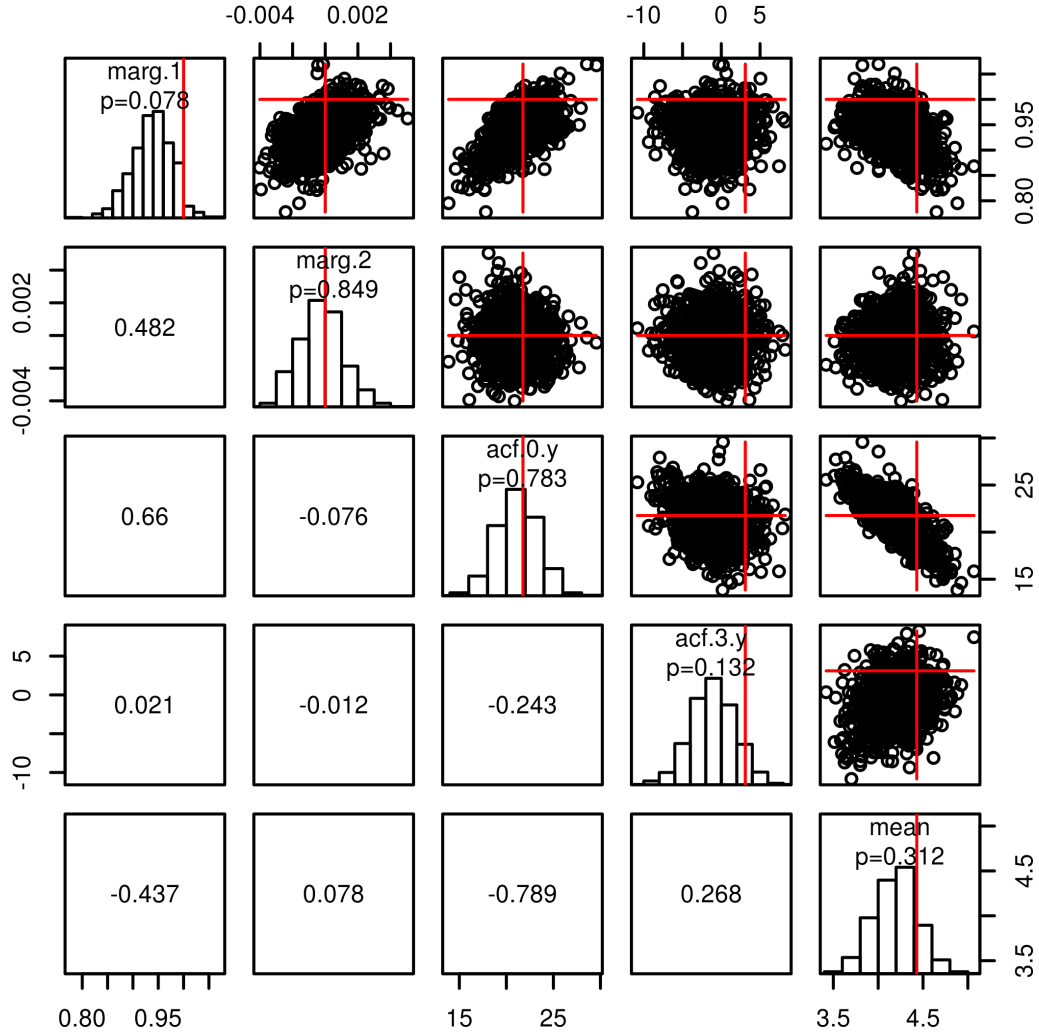 -0.004 0.002 -10 0 5
marg.1
p=0.078
0.95
0.80
marg.2
p=0.849
0.002
-0.004
0.482
acf.0.y
p=0.783
25
15
0.66 -0.076
acf.3.y
p=0.132
5
0
-10
0.021 -0.012 -0.243
mean
p=0.312
4.5
3.5
-0.437 0.078 -0.789 0.268
0.80 0.95 15 25 3.5 4.5